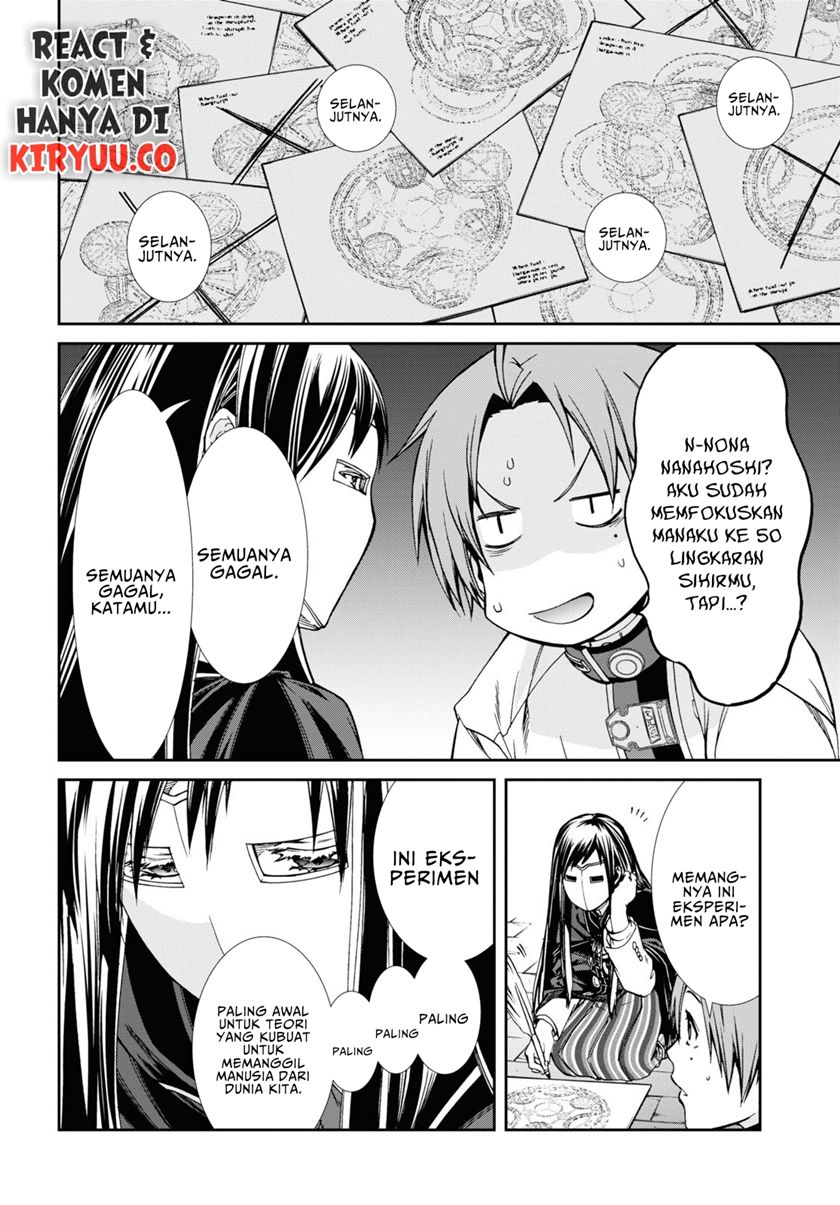 REACT &
KOMEN
HANYA DI
KIRYUU.CO
SELAN-
JUTNYA.
SELAN-
JUTNYA.
SELAN-
JUTNYA.
SELAN-
JUTNYA.
N-NONA
NANAHOSHI?
AKU SUDAH
MEMFOKUSKAN
MANAKU KE 50
LINGKARAN
SIHIRMU,
TAPI...?
SEMUANYA
GAGAL.
SEMUANYA
GAGAL,
KATAMU...
MEMANG-
NYA INI
EKSPERI-
MEN APA?
INI EKS-
PERIMEN
PALING
PALING
PALING
PALING AWAL
UNTUK TEORI
YANG KUBUAT
UNTUK
MEMANGGIL
MANUSIA DARI
DUNIA KITA.